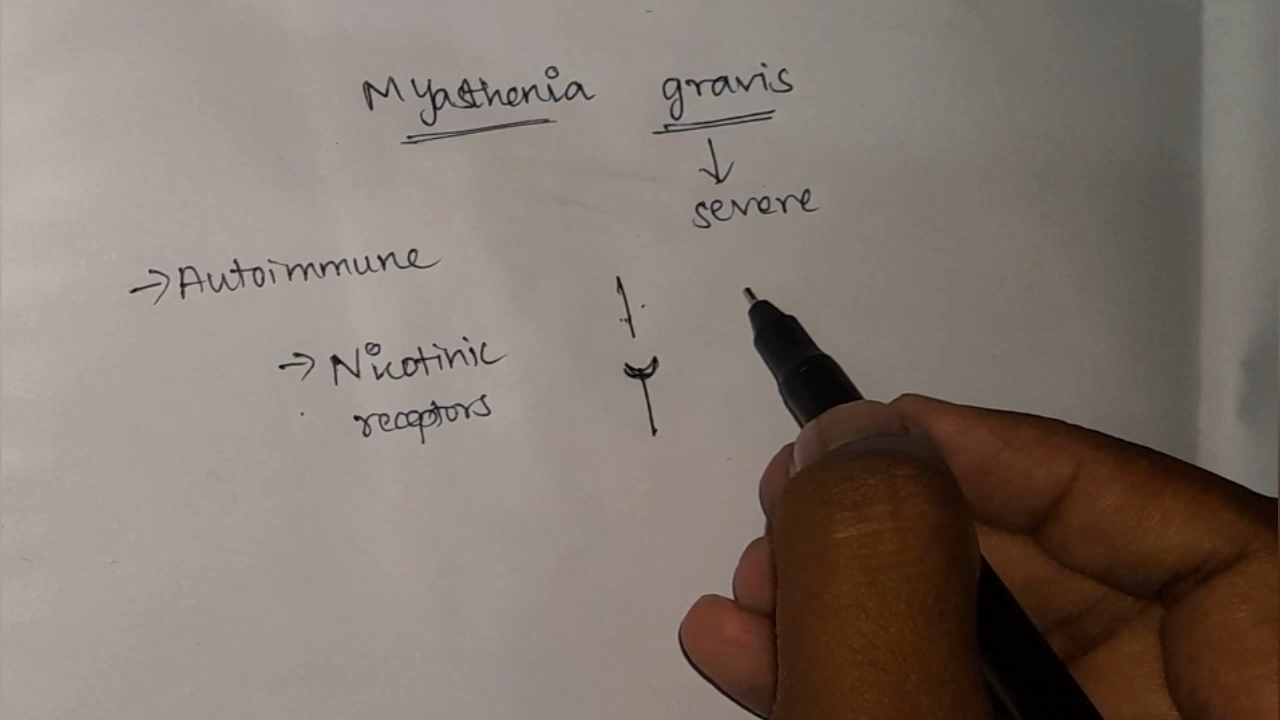 Myasthenia gravis
↓
severe
→ Autoimmune
→ Nicotinic
receptors